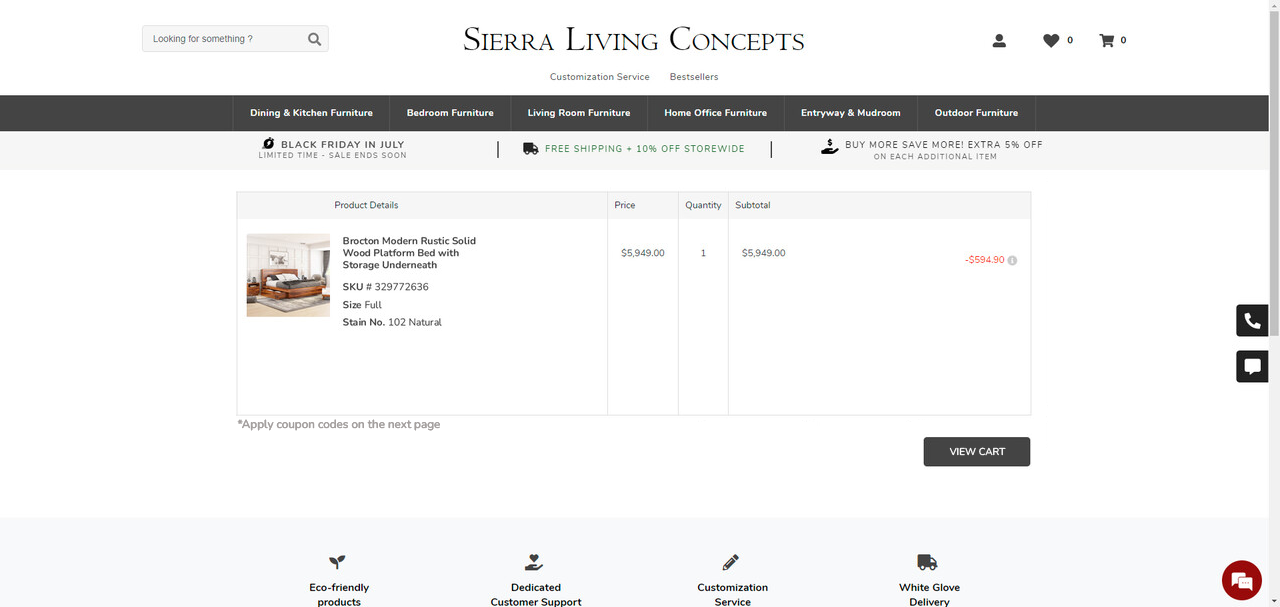 Looking for something ?
SIERRA LIVING CONCEPTS
0
0
Customization Service Bestsellers
Dining & Kitchen Furniture Bedroom Furniture Living Room Furniture Home Office Furniture Entryway & Mudroom Outdoor Furniture
BLACK FRIDAY IN JULY
LIMITED TIME - SALE ENDS SOON
FREE SHIPPING + 10% OFF STOREWIDE
BUY MORE SAVE MORE! EXTRA 5% OFF
ON EACH ADDITIONAL ITEM
Product Details Price Quantity Subtotal
Brocton Modern Rustic Solid
Wood Platform Bed with
Storage Underneath
SKU # 329772636
Size Full
Stain No. 102 Natural
$5,949.00 1 $5,949.00
-$594.90
*Apply coupon codes on the next page
VIEW CART
Eco-friendly
products
Dedicated
Customer Support
Customization
Service
White Glove
Delivery